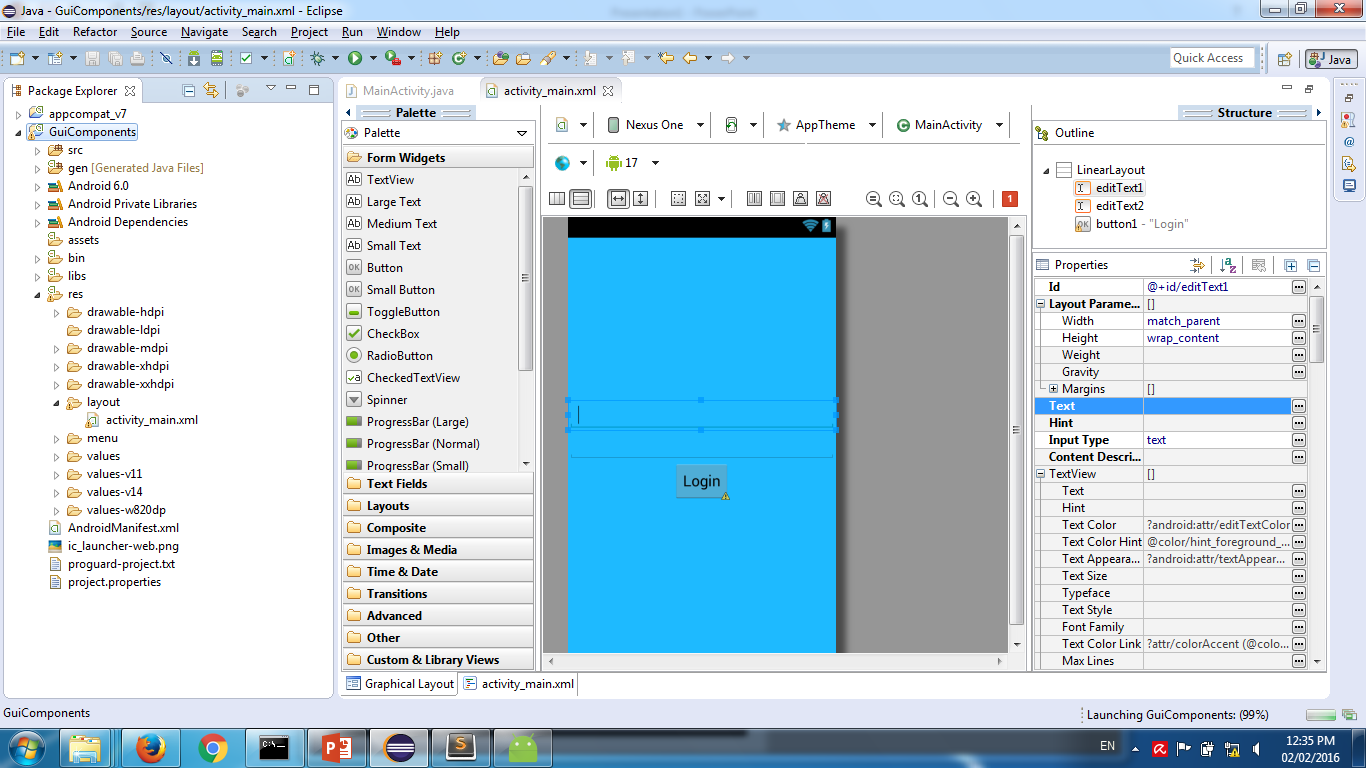 Java - GuiComponents/res/layout/activity_main.xml - Eclipse
File Edit Refactor Source Navigate Search Project Run Window Help
Quick Access
Java
Package Explorer
appcompat_v7
GuiComponents
src
gen [Generated Java Files]
Android 6.0
Android Private Libraries
Android Dependencies
assets
bin
libs
res
drawable-hdpi
drawable-ldpi
drawable-mdpi
drawable-xhdpi
drawable-xxhdpi
layout
activity_main.xml
menu
values
values-v11
values-v14
values-w820dp
AndroidManifest.xml
ic_launcher-web.png
proguard-project.txt
project.properties
MainActivity.java
activity_main.xml
Palette
Palette
Form Widgets
Ab TextView
Ab Large Text
Ab Medium Text
Ab Small Text
OK Button
OK Small Button
ToggleButton
CheckBox
RadioButton
a CheckedTextView
Spinner
ProgressBar (Large)
ProgressBar (Normal)
ProgressBar (Small)
Text Fields
Layouts
Composite
Images & Media
Time & Date
Transitions
Advanced
Other
Custom & Library Views
Nexus One
AppTheme
C MainActivity
17
1
1
Login
Graphical Layout
activity_main.xml
Structure
Outline
LinearLayout
editText1
editText2
OK button1 - "Login"
Properties
Id @+id/editText1
Layout Parame... []
Width match_parent
Height wrap_content
Weight
Gravity
Margins []
Text
Hint
Input Type text
Content Descri...
TextView []
Text
Hint
Text Color ?android:attr/editTextColor
Text Color Hint @color/hint_foreground_...
Text Appeara... ?android:attr/textAppear...
Text Size
Typeface
Text Style
Font Family
Text Color Link ?attr/colorAccent (@colo...
Max Lines
GuiComponents
Launching GuiComponents: (99%)
EN
12:35 PM
02/02/2016